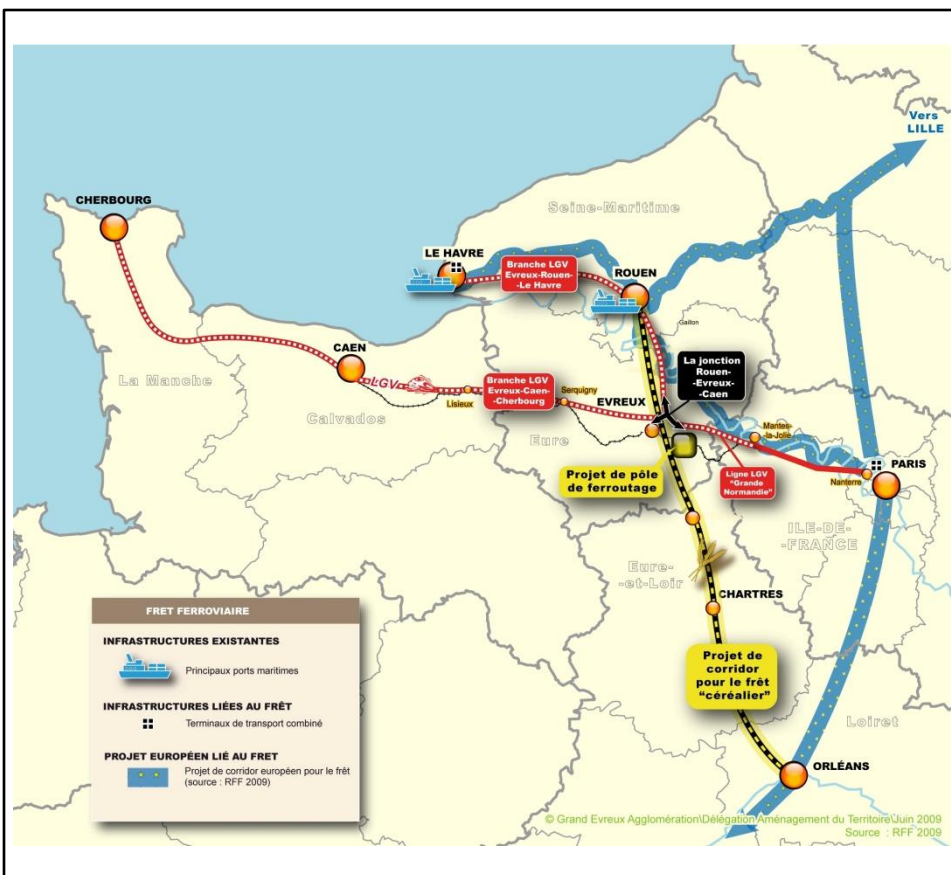 Vers
LILLE
CHERBOURG
Seine-Maritime
LE HAVRE
Branche LGV
Evreux-Rouen-
-Le Havre
ROUEN
Gaillon
La jonction
Rouen-
-Evreux-
-Caen
CAEN
La Manche
LGV
Branche LGV
Evreux-Caen-
-Cherbourg
Serquigny
Lisieux
EVREUX
Calvados
Eure
Mantes-
la-Jolie
PARIS
Nanterre
Projet de pôle
de ferroutage
Ligne LGV
"Grande
Normandie"
ILE-DE-
-FRANCE
Eure-
-et-Loir
CHARTRES
Projet de
corridor
pour le frêt
"céréalier"
Loiret
ORLÉANS
FRET FERROVIAIRE
INFRASTRUCTURES EXISTANTES
Principaux ports maritimes
INFRASTRUCTURES LIÉES AU FRÊT
Terminaux de transport combiné
PROJET EUROPÉEN LIÉ AU FRET
Projet de corridor européen pour le frêt
(source : RFF 2009)
© Grand Evreux Agglomération\Délégation Aménagement du Territoire\Juin 2009
Source : RFF 2009